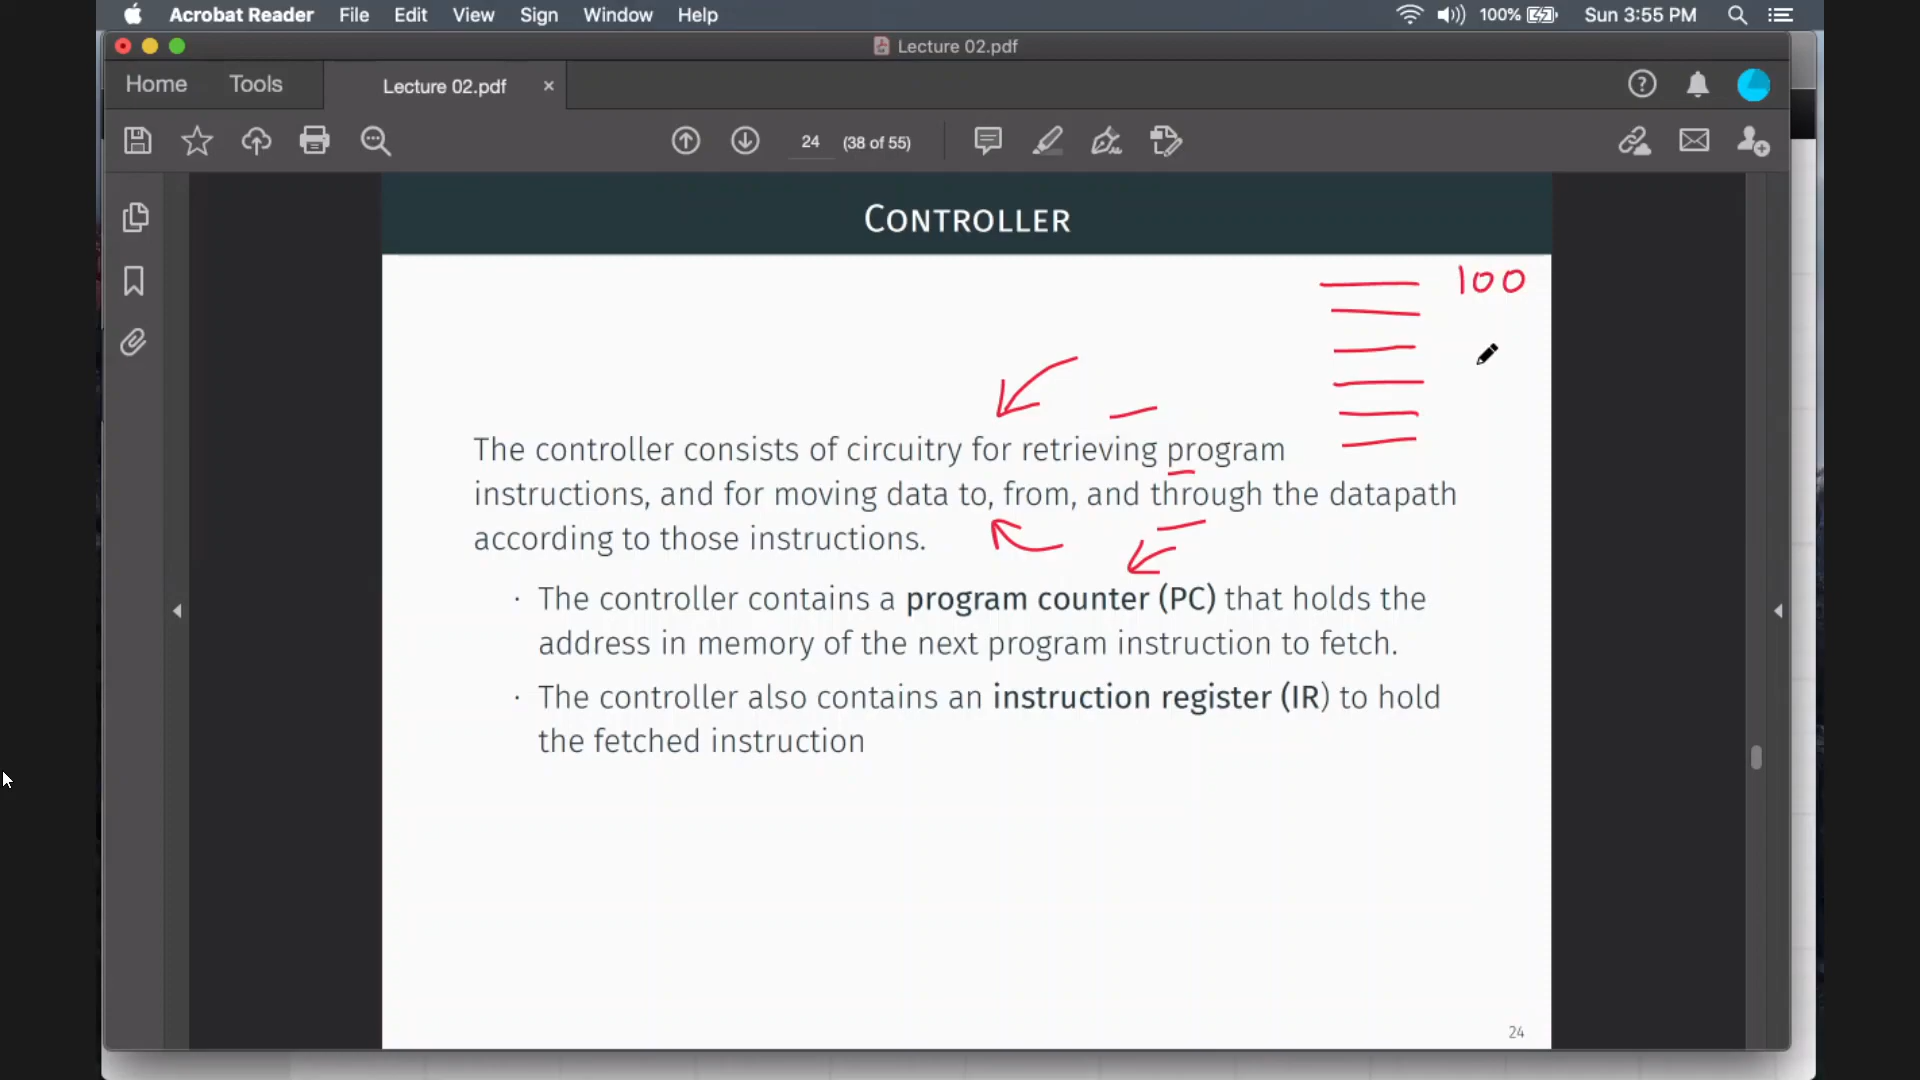 Acrobat Reader File Edit View Sign Window Help 100% Sun 3:55 PM
Lecture 02.pdf
Home Tools Lecture 02.pdf ×
24 (38 of 55)
CONTROLLER
100
The controller consists of circuitry for retrieving program
instructions, and for moving data to, from, and through the datapath
according to those instructions.
· The controller contains a program counter (PC) that holds the
address in memory of the next program instruction to fetch.
· The controller also contains an instruction register (IR) to hold
the fetched instruction
24